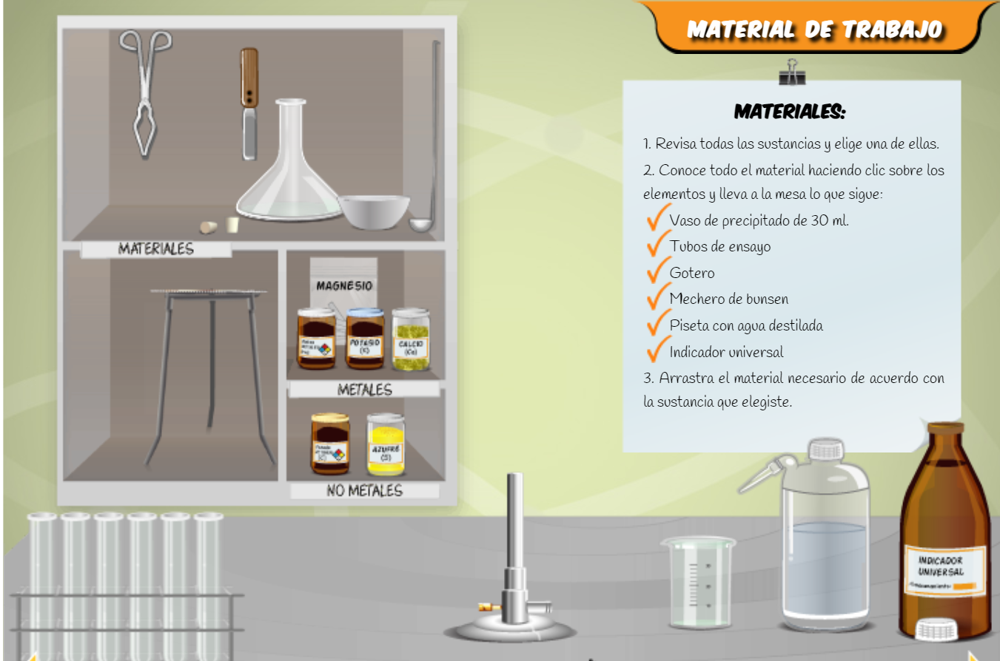 MATERIAL DE TRABAJO
MATERIALES:
1. Revisa todas las sustancias y elige una de ellas.
2. Conoce todo el material haciendo clic sobre los
elementos y lleva a la mesa lo que sigue:
Vaso de precipitado de 30 ml.
Tubos de ensayo
Gotero
Mechero de bunsen
Piseta con agua destilada
Indicador universal
3. Arrastra el material necesario de acuerdo con
la sustancia que elegiste.
MATERIALES
MAGNESIO
POTASIO
(K)
CALCIO
(Ca)
METALES
AZUFRE
(S)
NO METALES
INDICADOR
UNIVERSAL